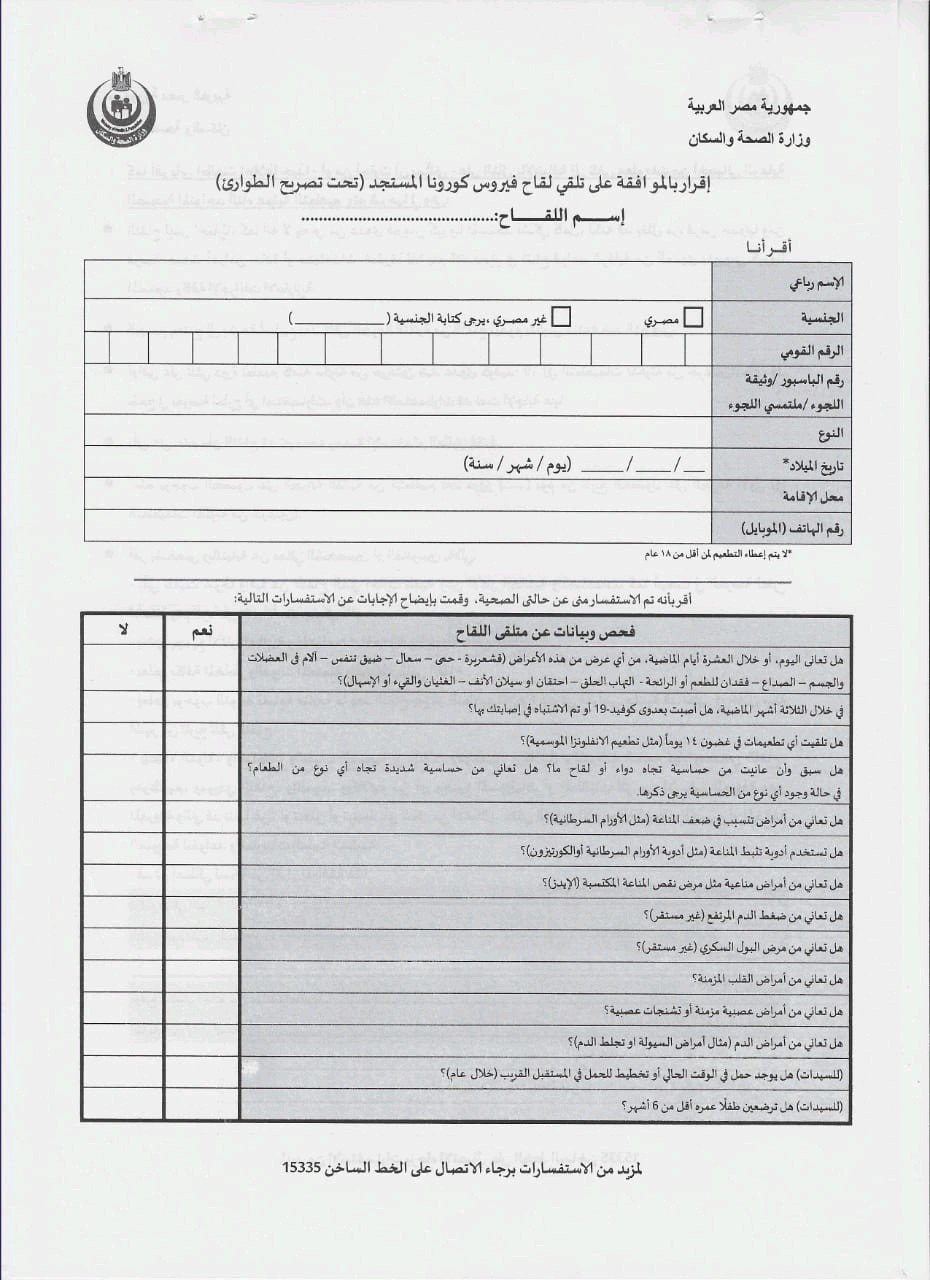 جمهورية مصر العربية
وزارة الصحة والسكان
وزارة الصحة والسكان
إقرار بالموافقة على تلقي لقاح فيروس كورونا المستجد (تحت تصريح الطوارئ)
إســـم اللقـــاح:............................................
أقر أنا
الإسم رباعي
الجنسية
مصري
غير مصري ،يرجى كتابة الجنسية (____________)
الرقم القومي
رقم الباسبور /وثيقة
اللجوء /ملتمسي اللجوء
النوع
تاريخ الميلاد*
__/ ____/ _____ (يوم / شهر / سنة)
محل الإقامة
رقم الهاتف (الموبايل)
*لا يتم إعطاء التطعيم لمن أقل من ١٨ عام
أقر بأنه تم الاستفسار منى عن حالتى الصحية، وقمت بإيضاح الإجابات عن الاستفسارات التالية:
فحص وبيانات عن متلقى اللقاح
نعم
لا
هل تعانى اليوم، أو خلال العشرة أيام الماضية، من أي عرض من هذه الأعراض (قشعريرة - حمى – سعال – ضيق تنفس – آلام فى العضلات
والجسم – الصداع – فقدان للطعم أو الرائحة - التهاب الحلق – احتقان او سيلان الأنف – الغثيان والقيء أو الإسهال)؟
في خلال الثلاثة أشهر الماضية، هل أصبت بعدوى كوفيد-19 أو تم الاشتباه في إصابتك بها؟
هل تلقيت أي تطعيمات في غضون ١٤ يوماً (مثل تطعيم الانفلونزا الموسمية)؟
هل سبق وأن عانيت من حساسية تجاه دواء أو لقاح ما؟ هل تعاني من حساسية شديدة تجاه أي نوع من الطعام؟
في حالة وجود أي نوع من الحساسية يرجى ذكرها.
هل تعاني من أمراض تتسبب في ضعف المناعة (مثل الأورام السرطانية)؟
هل تستخدم أدوية تثبط المناعة (مثل أدوية الأورام السرطانية أوالكورتيزون)؟
هل تعاني من أمراض مناعية مثل مرض نقص المناعة المكتسبة (الإيدز)؟
هل تعاني من ضغط الدم المرتفع (غير مستقر)؟
هل تعاني من مرض البول السكري (غير مستقر)؟
هل تعاني من أمراض القلب المزمنة؟
هل تعاني من أمراض عصبية مزمنة أو تشنجات عصبية؟
هل تعاني من أمراض الدم (مثال أمراض السيولة او تجلط الدم)؟
(للسيدات) هل يوجد حمل في الوقت الحالي أو تخطيط للحمل في المستقبل القريب (خلال عام)؟
(للسيدات) هل ترضعين طفلًا عمره أقل من 6 أشهر؟
لمزيد من الاستفسارات برجاء الاتصال على الخط الساخن 15335